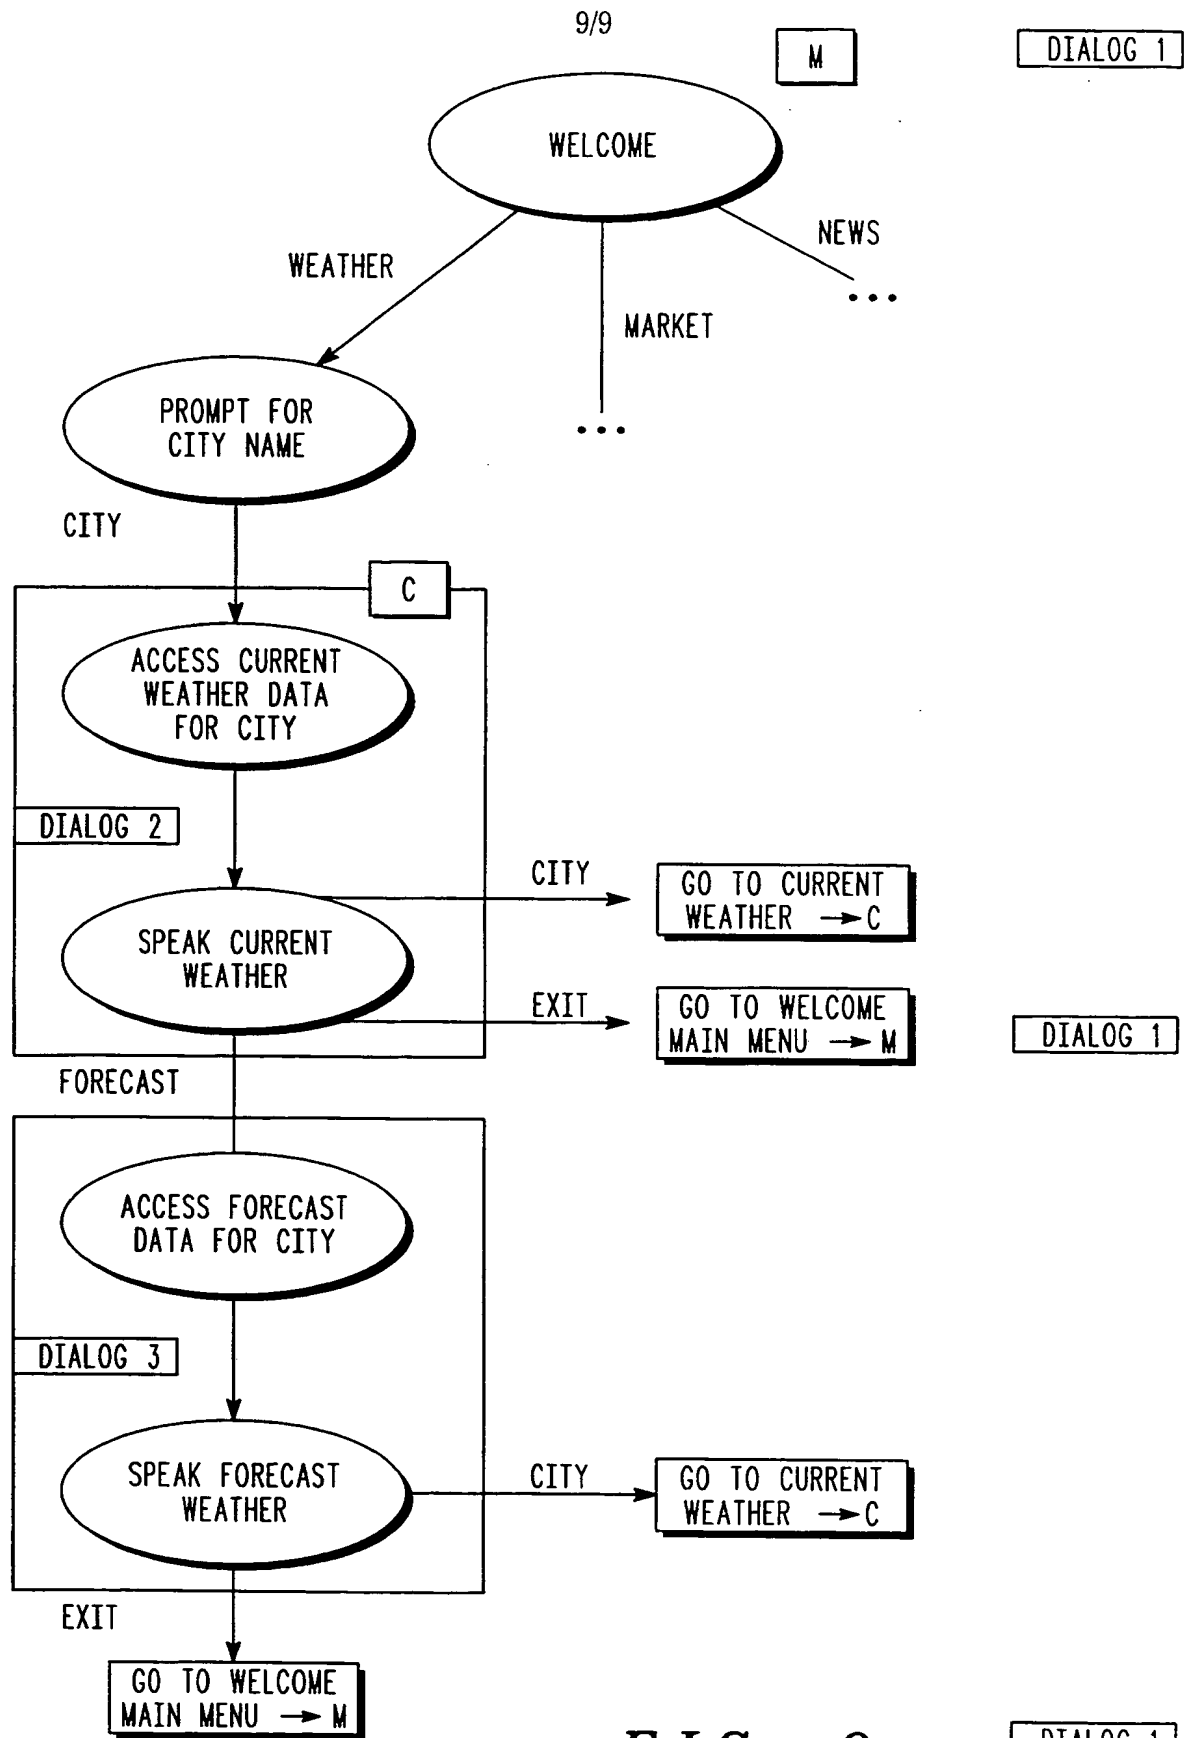 9/9
M
DIALOG 1
WELCOME
NEWS
WEATHER
MARKET
PROMPT FOR
CITY NAME
CITY
C
ACCESS CURRENT
WEATHER DATA
FOR CITY
DIALOG 2
CITY
GO TO CURRENT
WEATHER → C
SPEAK CURRENT
WEATHER
EXIT
GO TO WELCOME
MAIN MENU → M
DIALOG 1
FORECAST
ACCESS FORECAST
DATA FOR CITY
DIALOG 3
SPEAK FORECAST
WEATHER
CITY
GO TO CURRENT
WEATHER → C
EXIT
GO TO WELCOME
MAIN MENU → M
DIALOG 1